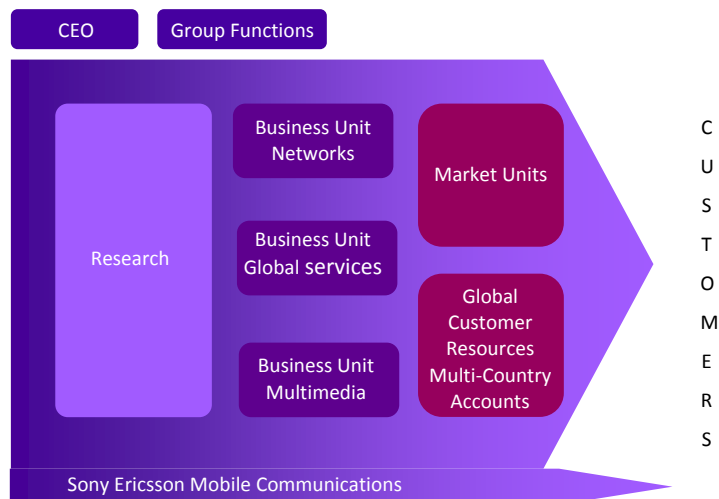 CEO
Group Functions
Research
Business Unit
Networks
Business Unit
Global services
Business Unit
Multimedia
Market Units
Global
Customer
Resources
Multi-Country
Accounts
C
U
S
T
O
M
E
R
S
Sony Ericsson Mobile Communications